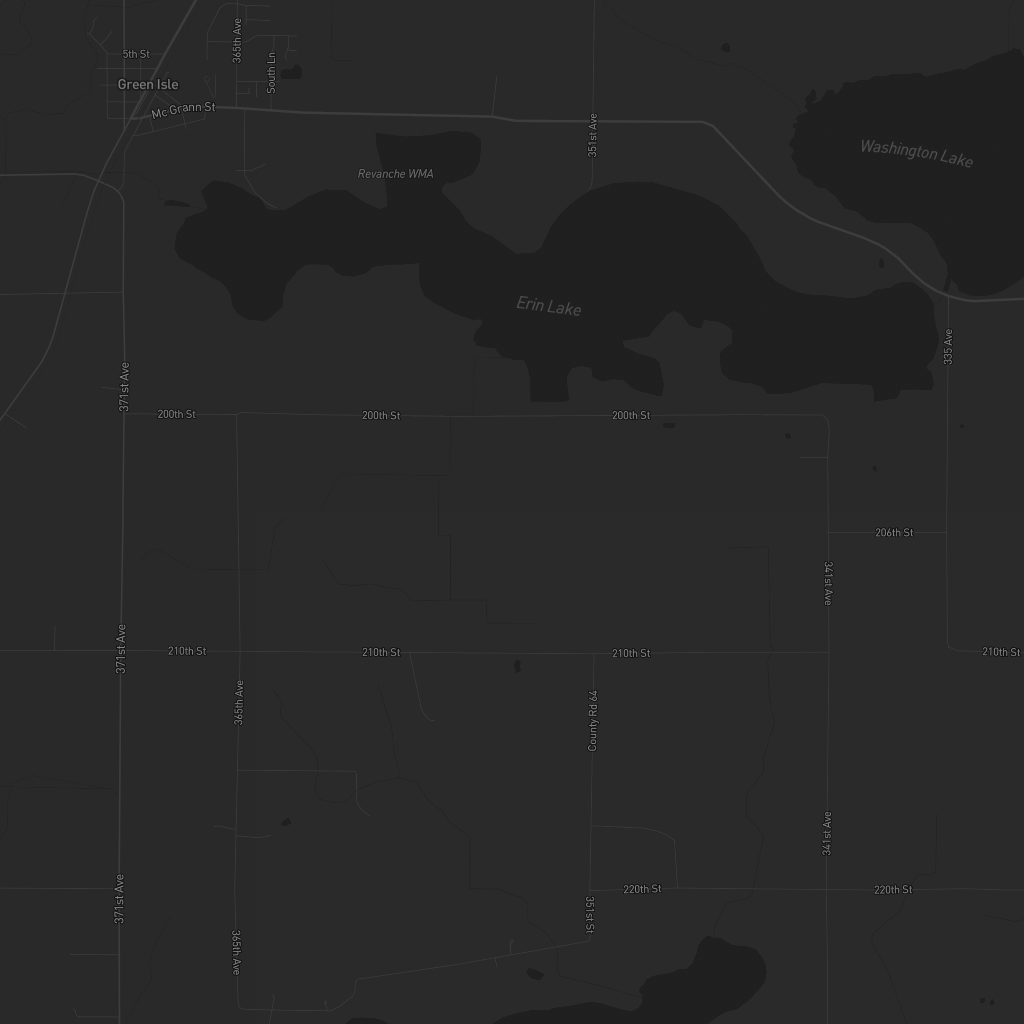 365th Ave
5th St
South Ln
Green Isle
Mc Grann St
351st Ave
Washington Lake
Revanche WMA
Erin Lake
335 Ave
371st Ave
200th St
200th St
200th St
206th St
341st Ave
371st Ave
210th St
210th St
210th St
210th St
365th Ave
County Rd 64
341st Ave
371st Ave
220th St
220th St
351st St
365th Ave